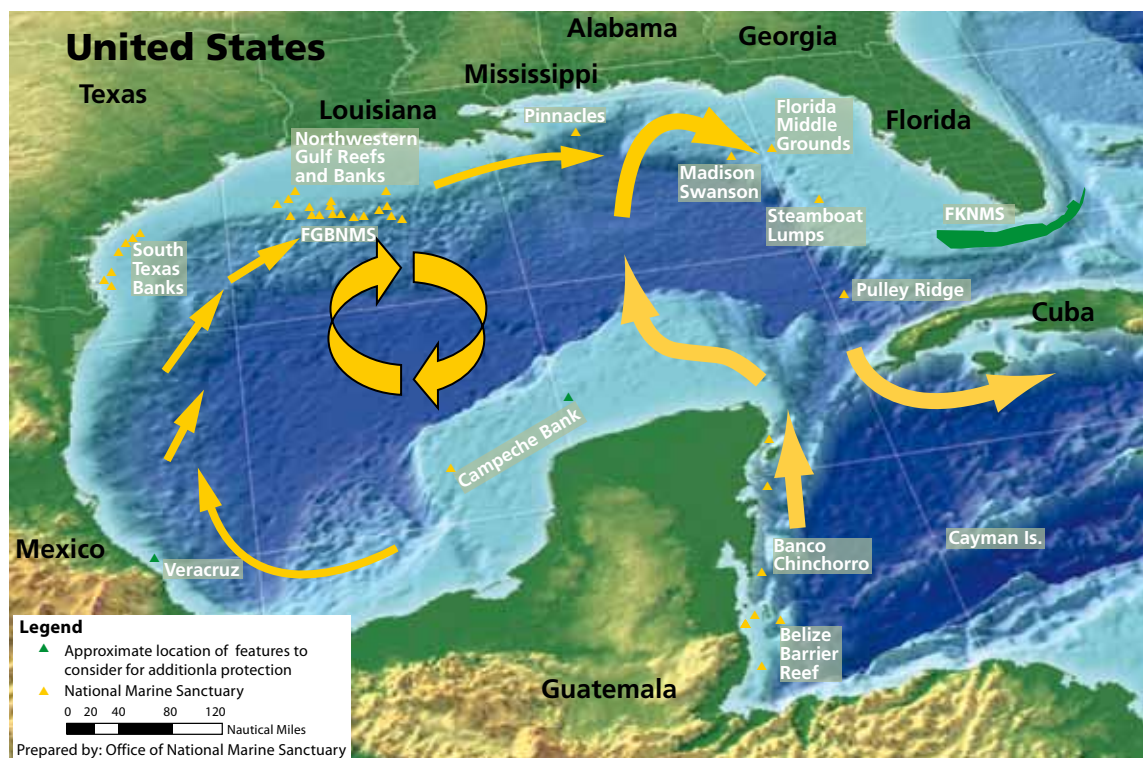 United States
Texas
Alabama
Georgia
Mississippi
Louisiana
Florida
Pinnacles
Northwestern
Gulf Reefs
and Banks
Florida
Middle
Grounds
Madison
Swanson
Steamboat
Lumps
FKNMS
FGBNMS
South
Texas
Banks
Pulley Ridge
Cuba
Campeche Bank
Mexico
Veracruz
Banco
Chinchorro
Cayman Is.
Belize
Barrier
Reef
Guatemala
Legend
Approximate location of features to
consider for additionla protection
National Marine Sanctuary
0 20 40 80 120
Nautical Miles
Prepared by: Office of National Marine Sanctuary